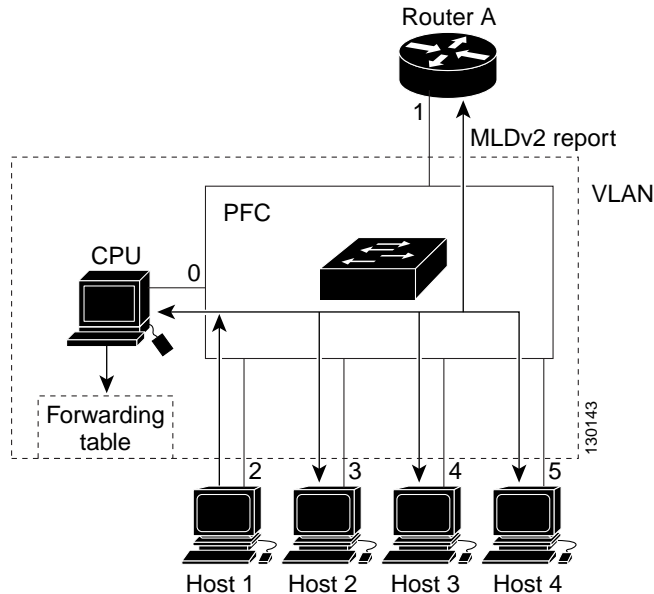 Router A
1
MLDv2 report
VLAN
PFC
CPU
0
Forwarding
table
130143
2
3
4
5
Host 1
Host 2
Host 3
Host 4